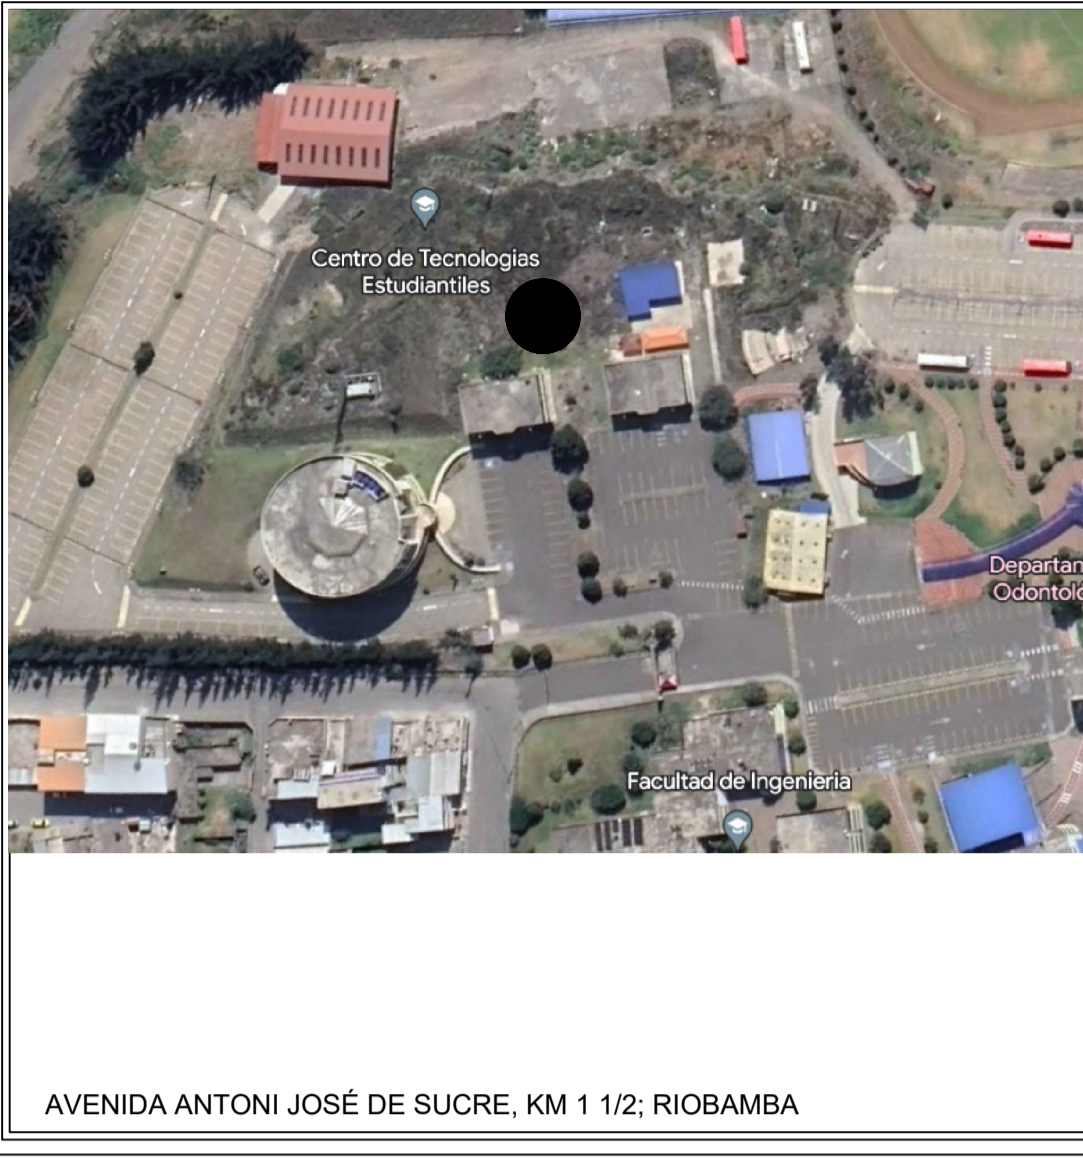 Centro de Tecnologias
Estudiantiles
Departan
Odontolo
Facultad de Ingenieria
AVENIDA ANTONI JOSÉ DE SUCRE, KM 1 1/2; RIOBAMBA